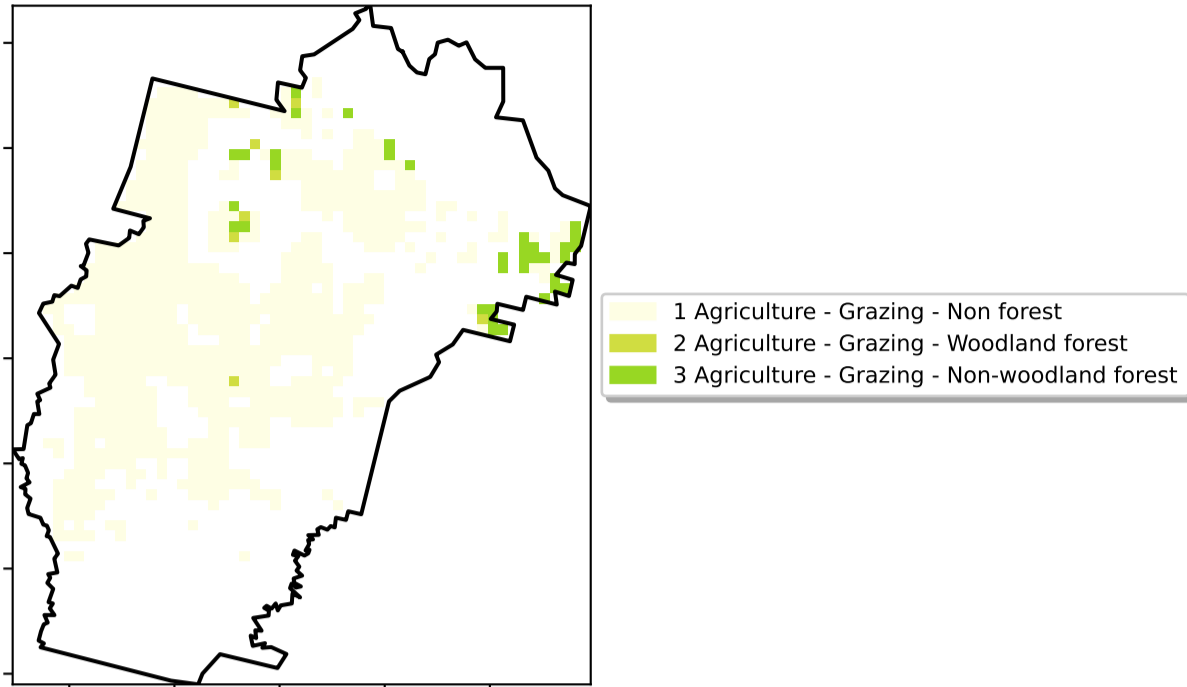 1 Agriculture - Grazing - Non forest
2 Agriculture - Grazing - Woodland forest
3 Agriculture - Grazing - Non-woodland forest